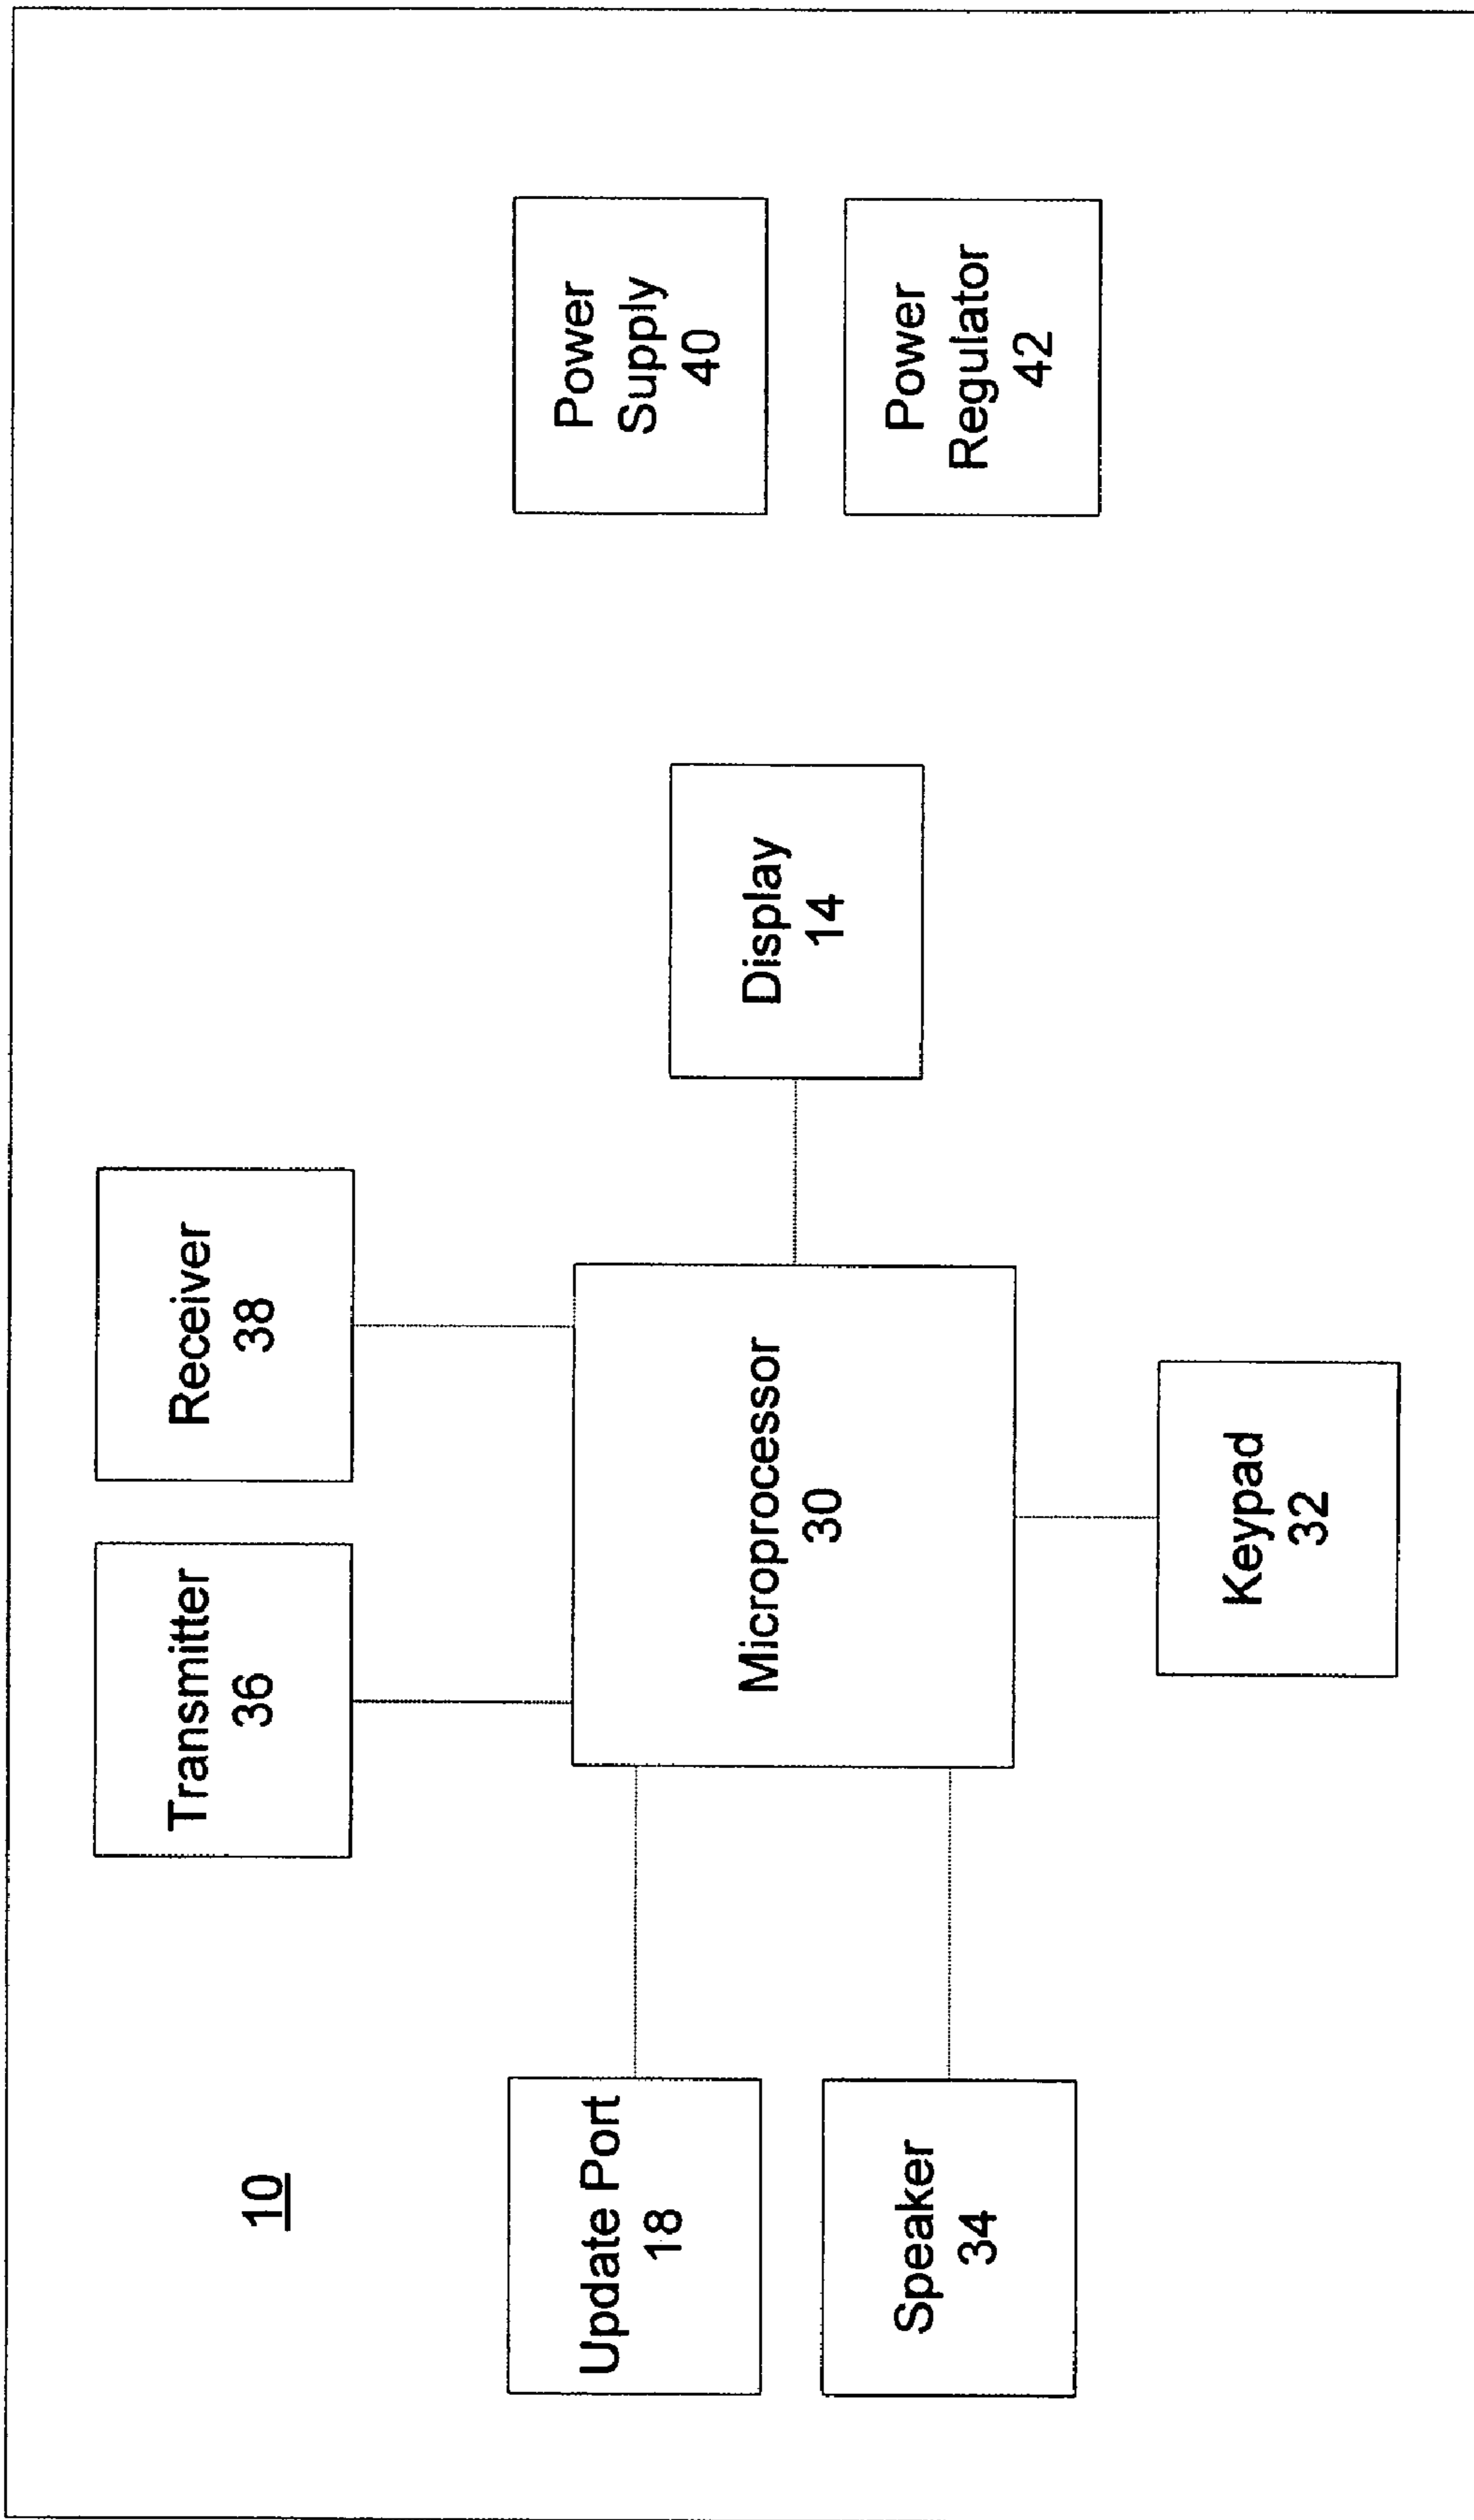 10
Transmitter
36
Receiver
38
Update Port
18
Speaker
34
Microprocessor
30
Display
14
Keypad
32
Power
Supply
40
Power
Regulator
42